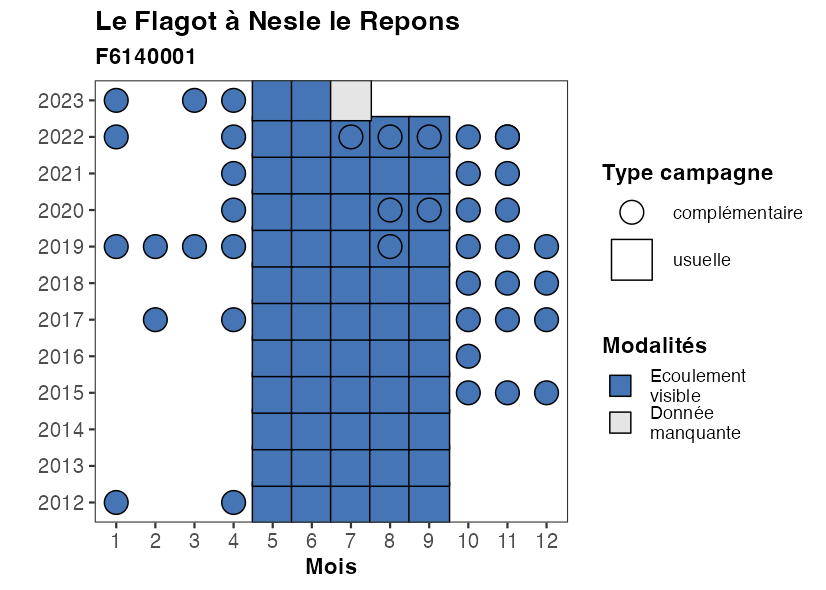 Le Flagot à Nesle le Repons
F6140001
2023
2022
2021
2020
2019
2018
2017
2016
2015
2014
2013
2012
1 2 3 4 5 6 7 8 9 10 11 12
Mois
Type campagne
complémentaire
usuelle
Modalités
Ecoulement
visible
Donnée
manquante